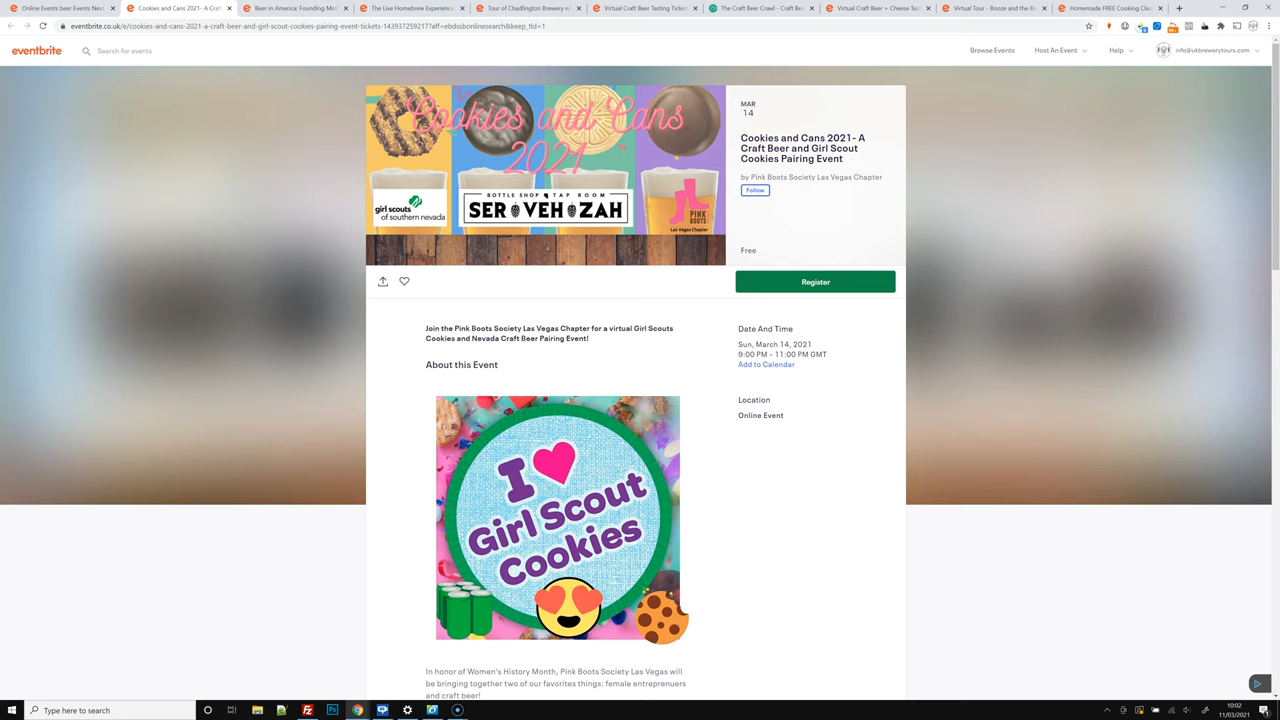 Online Events beer Events Next
Cookies and Cans 2021- A Craft
Beer in America: Founding Mot
The Live Homebrew Experience
Tour of Chadlington Brewery w
Virtual Craft Beer Tasting Tickets
The Craft Beer Crawl - Craft Bee
Virtual Craft Beer + Cheese Tast
Virtual Tour - Booze and the Bo
Homemade FREE Cooking Class
eventbrite.co.uk/e/cookies-and-cans-2021-a-craft-beer-and-girl-scout-cookies-pairing-event-tickets-143937259217?aff=ebdssbonlinesearch&keep_tld=1
eventbrite
Search for events
Browse Events
Host An Event
Help
info@ukbrewerytours.com
Cookies and Cans
2021
girl scouts
of southern nevada
BOTTLE SHOP TAP ROOM
SER VEH ZAH
PINK
BOOTS
Las Vegas Chapter
MAR
14
Cookies and Cans 2021- A
Craft Beer and Girl Scout
Cookies Pairing Event
by Pink Boots Society Las Vegas Chapter
Follow
Free
Register
Join the Pink Boots Society Las Vegas Chapter for a virtual Girl Scouts
Cookies and Nevada Craft Beer Pairing Event!
About this Event
I
Girl Scout
Cookies
In honor of Women's History Month, Pink Boots Society Las Vegas will
be bringing together two of our favorites things: female entreprenuers
and craft beer!
Date And Time
Sun, March 14, 2021
9:00 PM – 11:00 PM GMT
Add to Calendar
Location
Online Event
Type here to search
10:02
11/03/2021